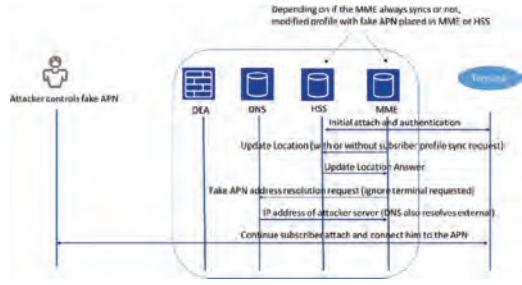 Depending on if the MME always syncs or not,
modified profile with fake APN placed in MME or HSS
Attacker controls fake APN
DEA
DNS
HSS
MME
Terminal
Initial attach and authentication
Update Location (with or without subscriber profile sync request)
Update Location Answer
Fake APN address resolution request (ignore terminal requested)
IP address of attacker server (DNS also resolves external)
Continue subscriber attach and connect him to the APN